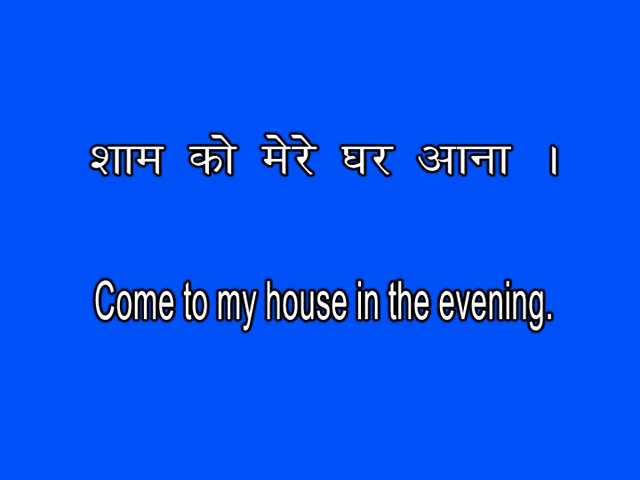 शाम को मेरे घर आना ।
Come to my house in the evening.